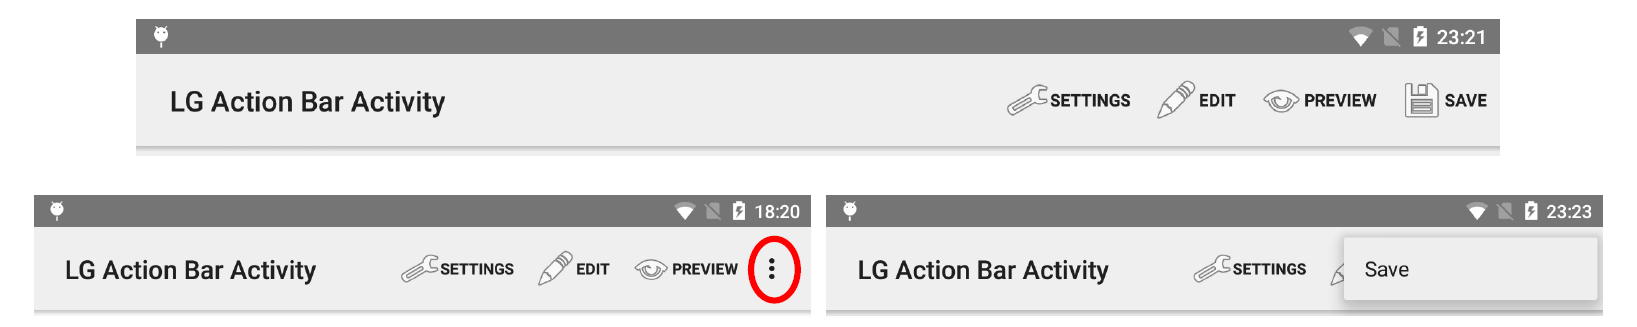 23:21
LG Action Bar Activity SETTINGS EDIT PREVIEW SAVE
18:20
LG Action Bar Activity SETTINGS EDIT PREVIEW
23:23
LG Action Bar Activity SETTINGS Save